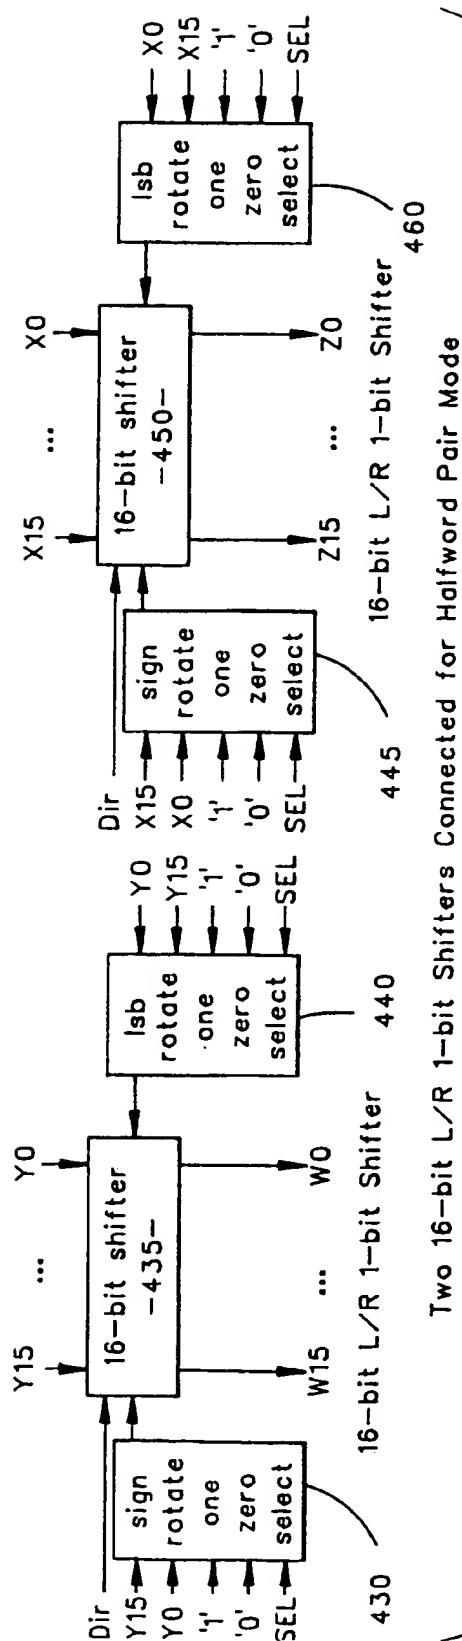 Y15 ... Y0
X15 ... X0
Dir
16-bit shifter
-435-
Dir
16-bit shifter
-450-
Y15
Y0
'1'
'0'
SEL
sign
rotate
one
zero
select
lsb
rotate
one
zero
select
Y0
Y15
'1'
'0'
SEL
X15
X0
'1'
'0'
SEL
sign
rotate
one
zero
select
lsb
rotate
one
zero
select
X0
X15
'1'
'0'
SEL
W15 ... W0
Z15 ... Z0
430
440
445
460
16-bit L/R 1-bit Shifter
16-bit L/R 1-bit Shifter
Two 16-bit L/R 1-bit Shifters Connected for Halfword Pair Mode